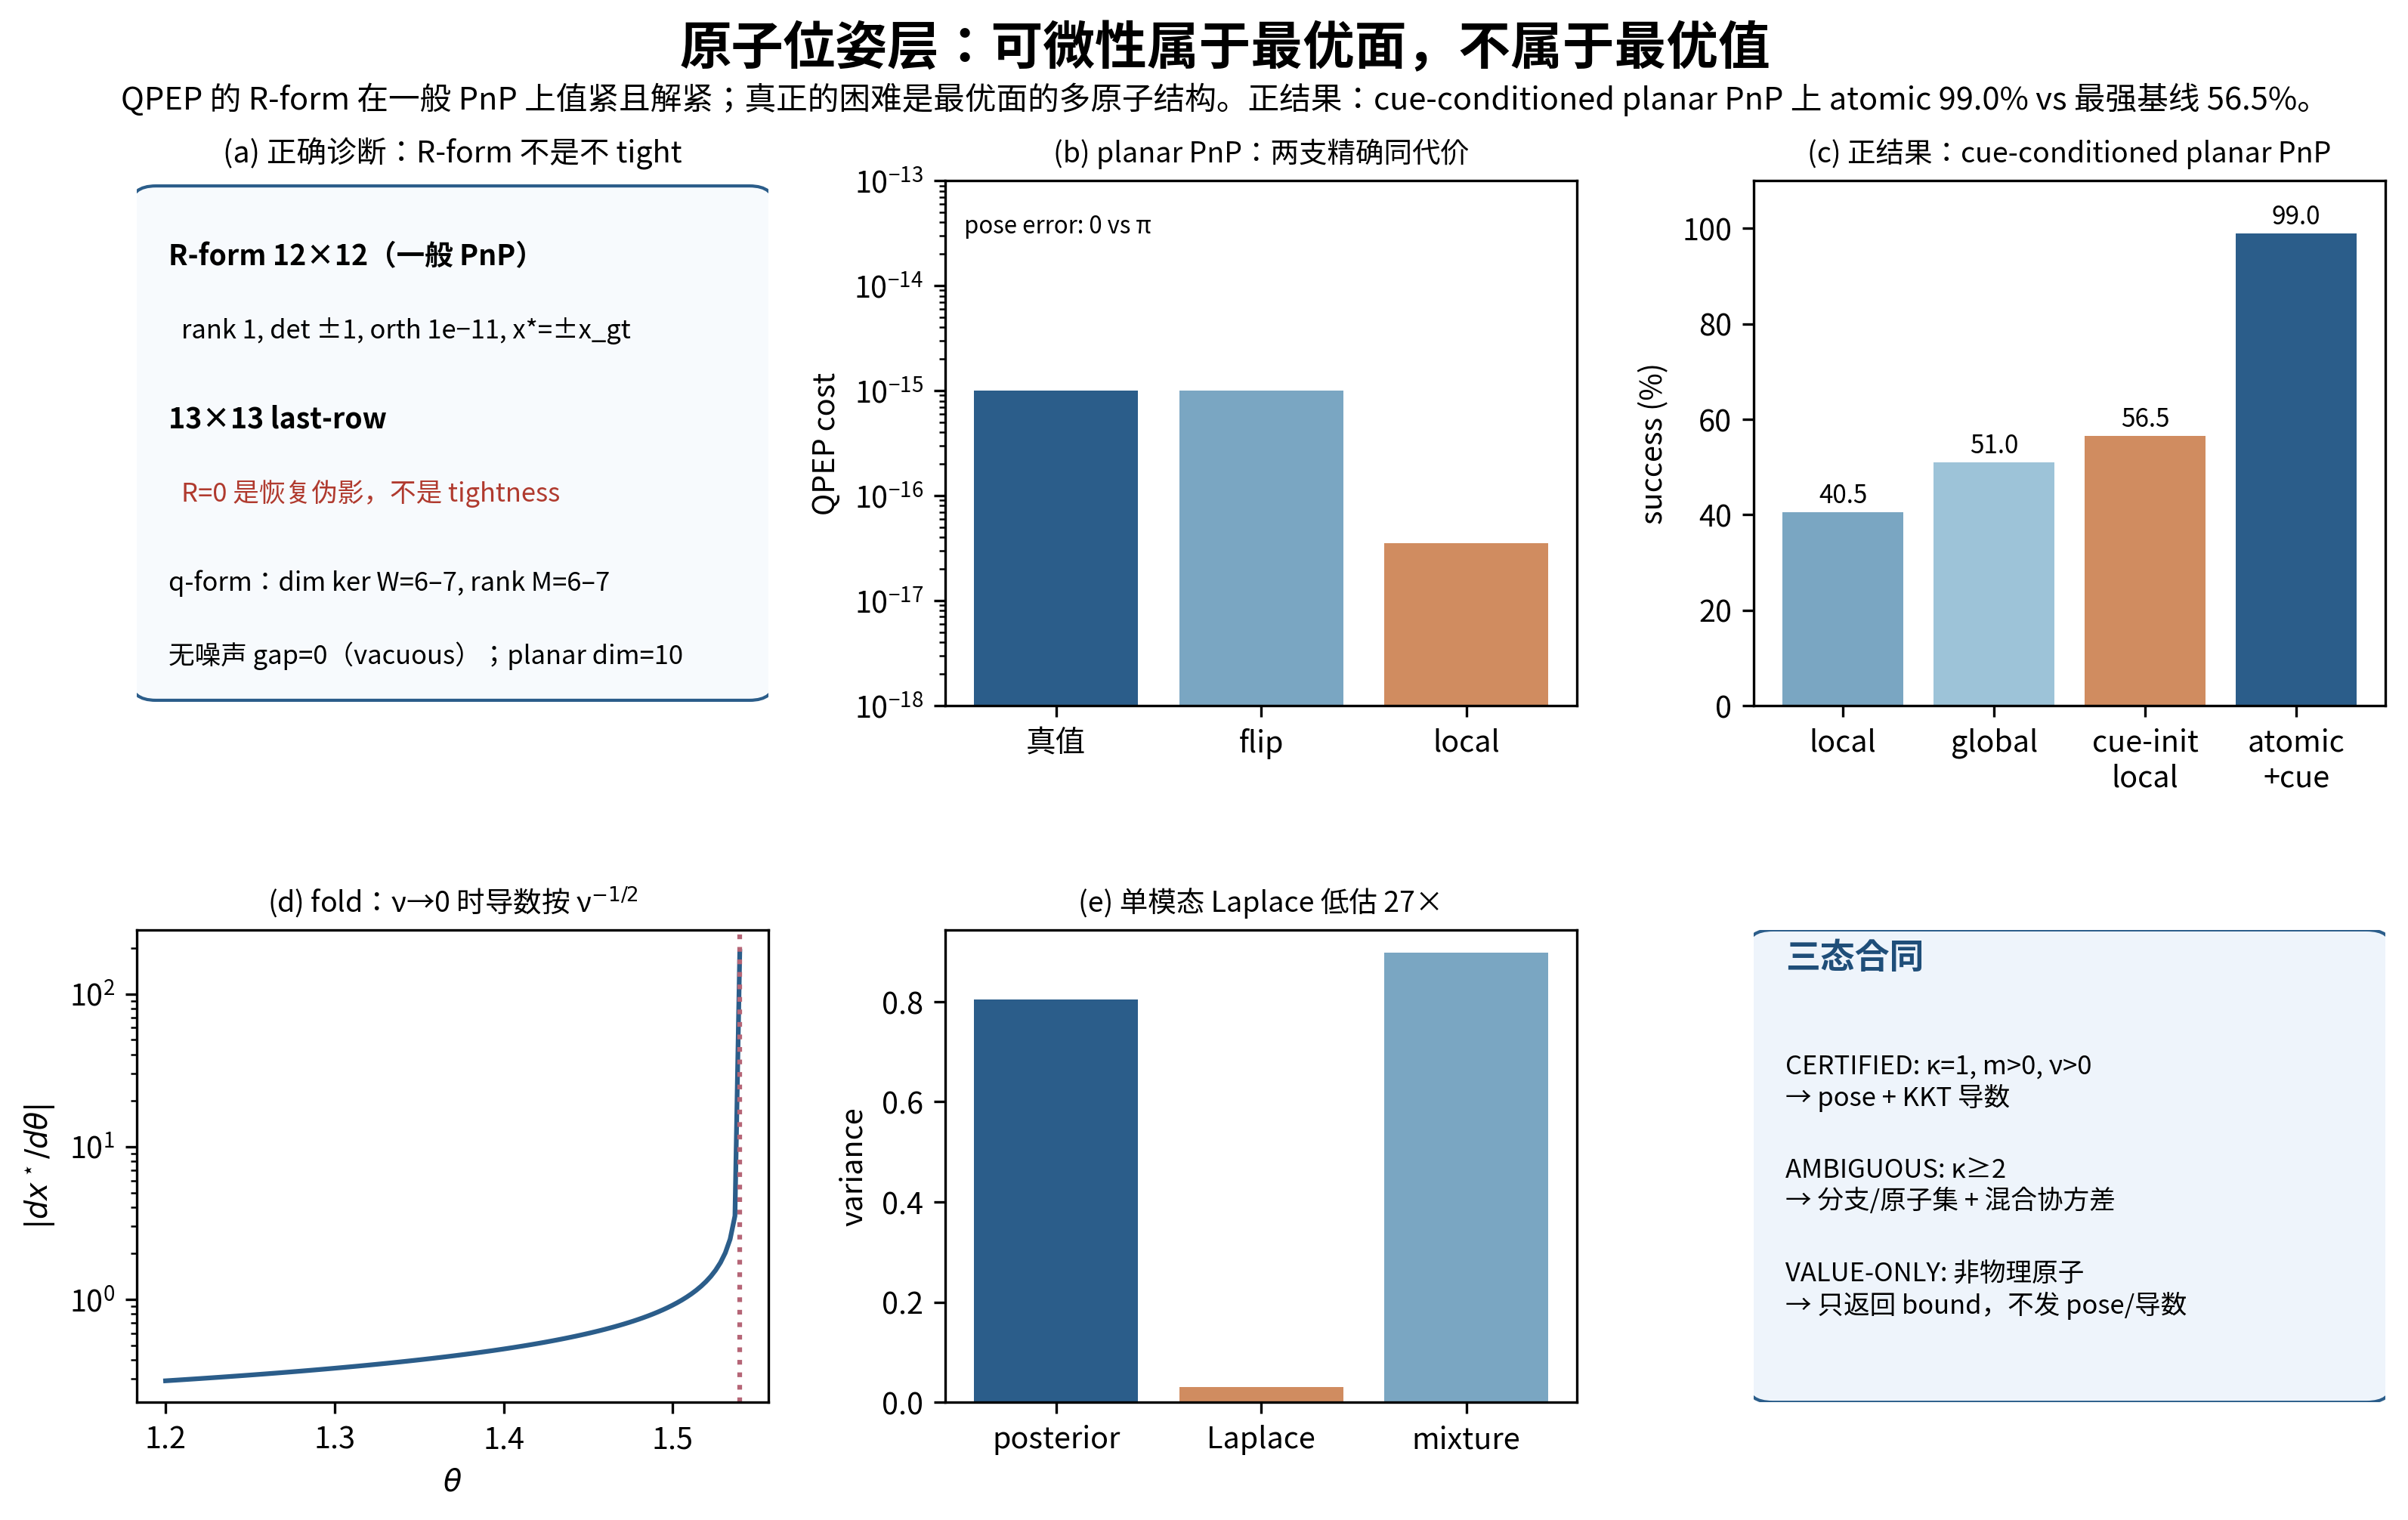 原子位姿层：可微性属于最优面，不属于最优值
QPEP 的 R-form 在一般 PnP 上值紧且解紧；真正的困难是最优面的多原子结构。正结果：cue-conditioned planar PnP 上 atomic 99.0% vs 最强基线 56.5%。
(a) 正确诊断：R-form 不是不 tight
R-form 12×12（一般 PnP）
rank 1, det ±1, orth 1e−11, x*=±x_gt
13×13 last-row
R=0 是恢复伪影，不是 tightness
q-form：dim ker W=6–7, rank M=6–7
无噪声 gap=0（vacuous）；planar dim=10
(b) planar PnP：两支精确同代价
QPEP cost
10⁻¹³
10⁻¹⁴
10⁻¹⁵
10⁻¹⁶
10⁻¹⁷
10⁻¹⁸
pose error: 0 vs π
真值
flip
local
(c) 正结果：cue-conditioned planar PnP
success (%)
100
80
60
40
20
0
40.5
51.0
56.5
99.0
local
global
cue-init
local
atomic
+cue
(d) fold：ν→0 时导数按 ν⁻¹/²
|dx⋆/dθ|
10²
10¹
10⁰
1.2
1.3
1.4
1.5
θ
(e) 单模态 Laplace 低估 27×
variance
0.8
0.6
0.4
0.2
0.0
posterior
Laplace
mixture
三态合同
CERTIFIED: κ=1, m>0, ν>0
→ pose + KKT 导数
AMBIGUOUS: κ≥2
→ 分支/原子集 + 混合协方差
VALUE-ONLY: 非物理原子
→ 只返回 bound，不发 pose/导数